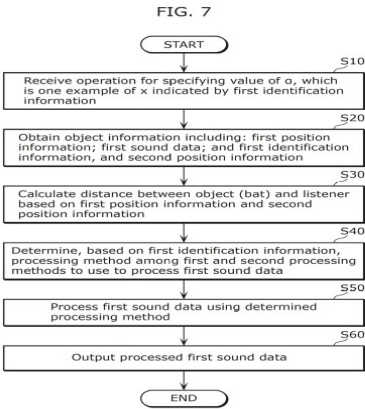 FIG. 7
START
S10
Receive operation for specifying value of α, which
is one example of x indicated by first identification
information
S20
Obtain object information including: first position
information; first sound data; and first identification
information, and second position information
S30
Calculate distance between object (bat) and listener
based on first position information and second
position information
S40
Determine, based on first identification information,
processing method among first and second processing
methods to use to process first sound data
S50
Process first sound data using determined
processing method
S60
Output processed first sound data
END